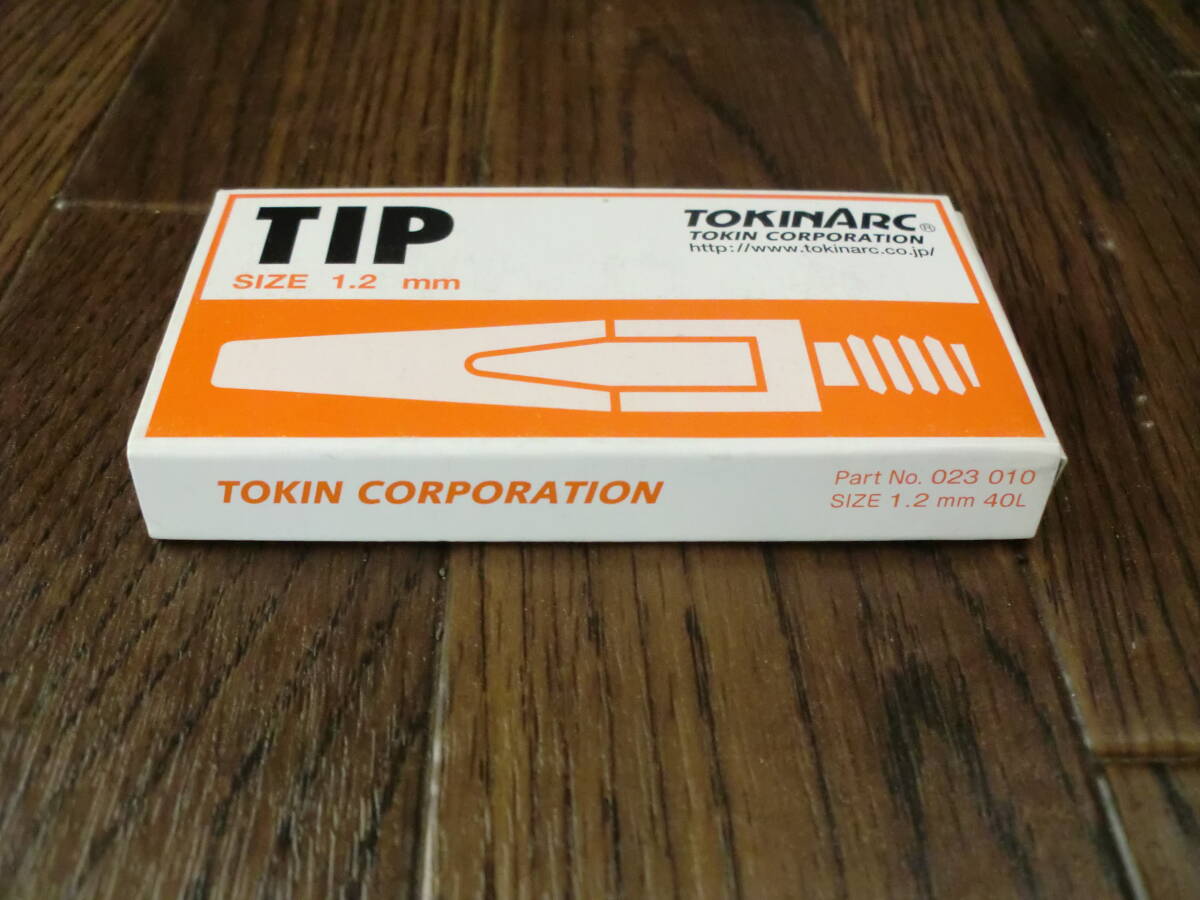 TIP
SIZE 1.2 mm
TOKINARC®
TOKIN CORPORATION
http://www.tokinarc.co.jp/
TOKIN CORPORATION
Part No. 023 010
SIZE 1.2 mm 40L